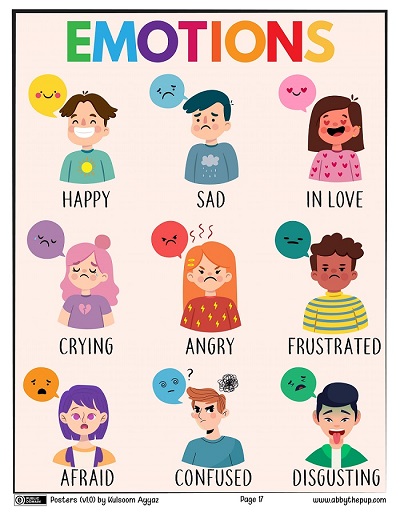 EMOTIONS
HAPPY
SAD
IN LOVE
CRYING
ANGRY
FRUSTRATED
?
AFRAID
CONFUSED
DISGUSTING
Posters (v1.0) by Kulsoom Ayyaz
Page 17
www.abbythepup.com